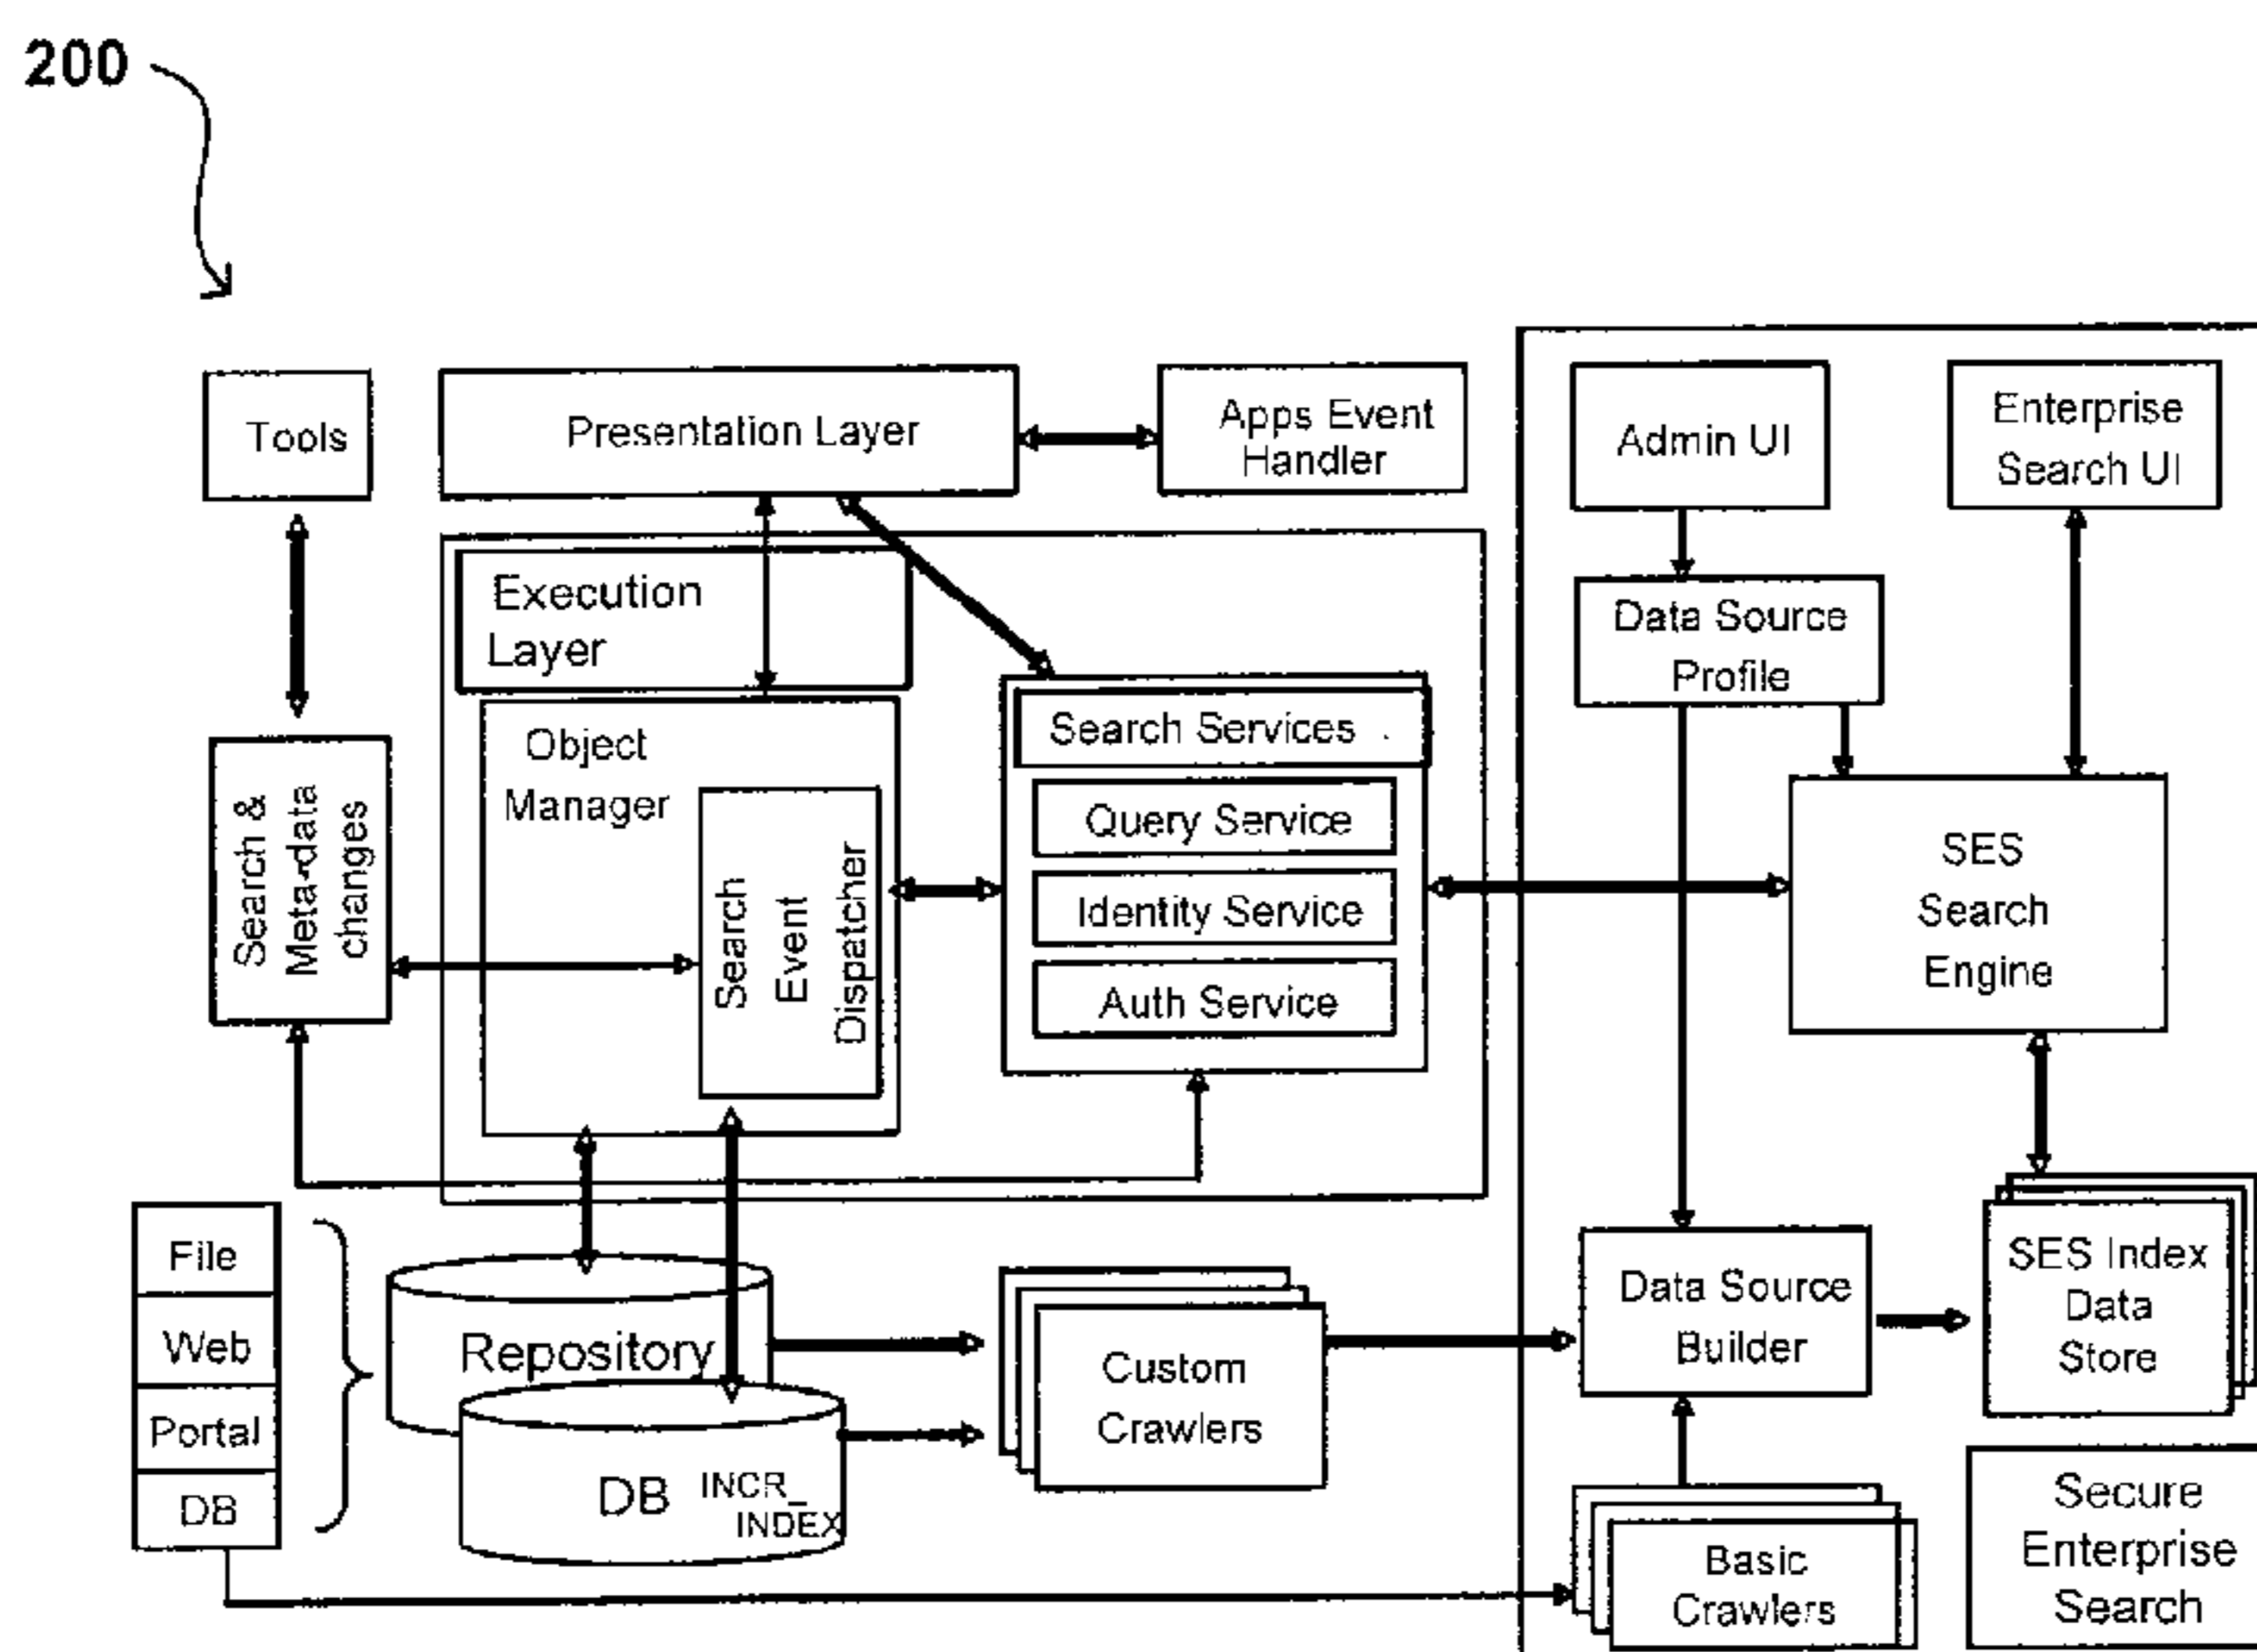 200
Tools
Presentation Layer
Apps Event
Handler
Admin UI
Enterprise
Search UI
Execution
Layer
Data Source
Profile
Object
Manager
Search Services
Query Service
Identity Service
Auth Service
Search &
Meta-data
changes
Search
Event
Dispatcher
SES
Search
Engine
File
Web
Portal
DB
Repository
DB
INCR_
INDEX
Custom
Crawlers
Data Source
Builder
SES Index
Data
Store
Basic
Crawlers
Secure
Enterprise
Search